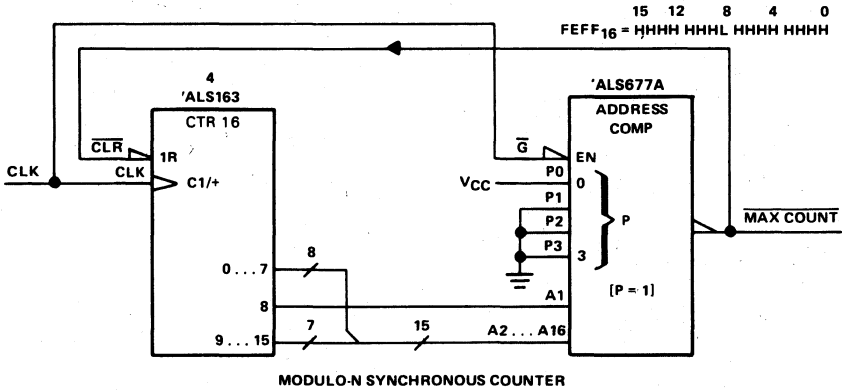 15 12 8 4 0
FEFF16 = HHHH HHHL HHHH HHHH
4
'ALS163
CTR 16
'ALS677A
ADDRESS
COMP
CLR
1R
G
EN
CLK
CLK
C1/+
VCC
P0
0
P1
P2
P
P3
3
MAX COUNT
[P = 1]
0...7
8
8
A1
9...15
7
15
A2...A16
MODULO-N SYNCHRONOUS COUNTER